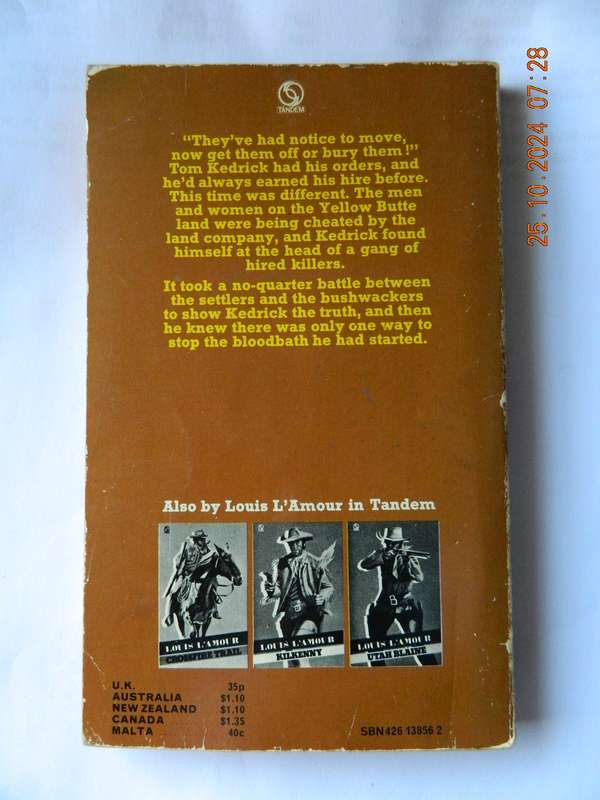 TANDEM
"They've had notice to move,
now get them off or bury them!"
Tom Kedrick had his orders, and
he'd always earned his hire before.
This time was different. The men
and women on the Yellow Butte
land were being cheated by the
land company, and Kedrick found
himself at the head of a gang of
hired killers.
It took a no-quarter battle between
the settlers and the bushwackers
to show Kedrick the truth, and then
he knew there was only one way to
stop the bloodbath he had started.
Also by Louis L'Amour in Tandem
LOUIS L'AMOUR
CROSSFIRE TRAIL
LOUIS L'AMOUR
KILKENNY
LOUIS L'AMOUR
UTAH BLAINE
U.K. 35p
AUSTRALIA $1.10
NEW ZEALAND $1.10
CANADA $1.35
MALTA 40c
SBN 426 13856 2
25.10.2024 07:28